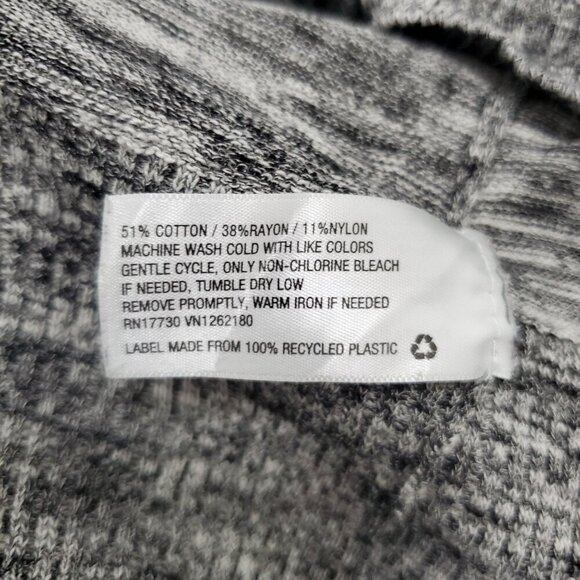 51% COTTON / 38%RAYON / 11%NYLON
MACHINE WASH COLD WITH LIKE COLORS
GENTLE CYCLE, ONLY NON-CHLORINE BLEACH
IF NEEDED, TUMBLE DRY LOW
REMOVE PROMPTLY, WARM IRON IF NEEDED
RN17730 VN1262180
LABEL MADE FROM 100% RECYCLED PLASTIC